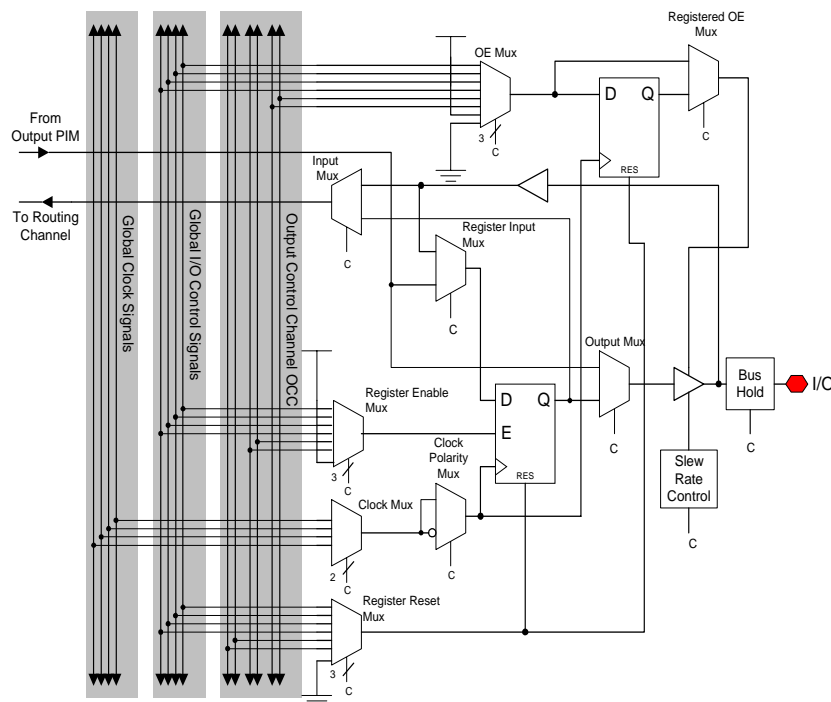 Registered OE
Mux
OE Mux
D Q
RES
3
C
C
From
Output PIM
Input
Mux
To Routing
Channel
C
Register Input
Mux
C
Global Clock Signals
Global I/O Control Signals
Output Control Channel OCC
Output Mux
C
Bus
Hold
I/O
C
Register Enable
Mux
3
C
D Q
E
RES
Clock
Polarity
Mux
C
Slew
Rate
Control
C
Clock Mux
2
C
Register Reset
Mux
3
C